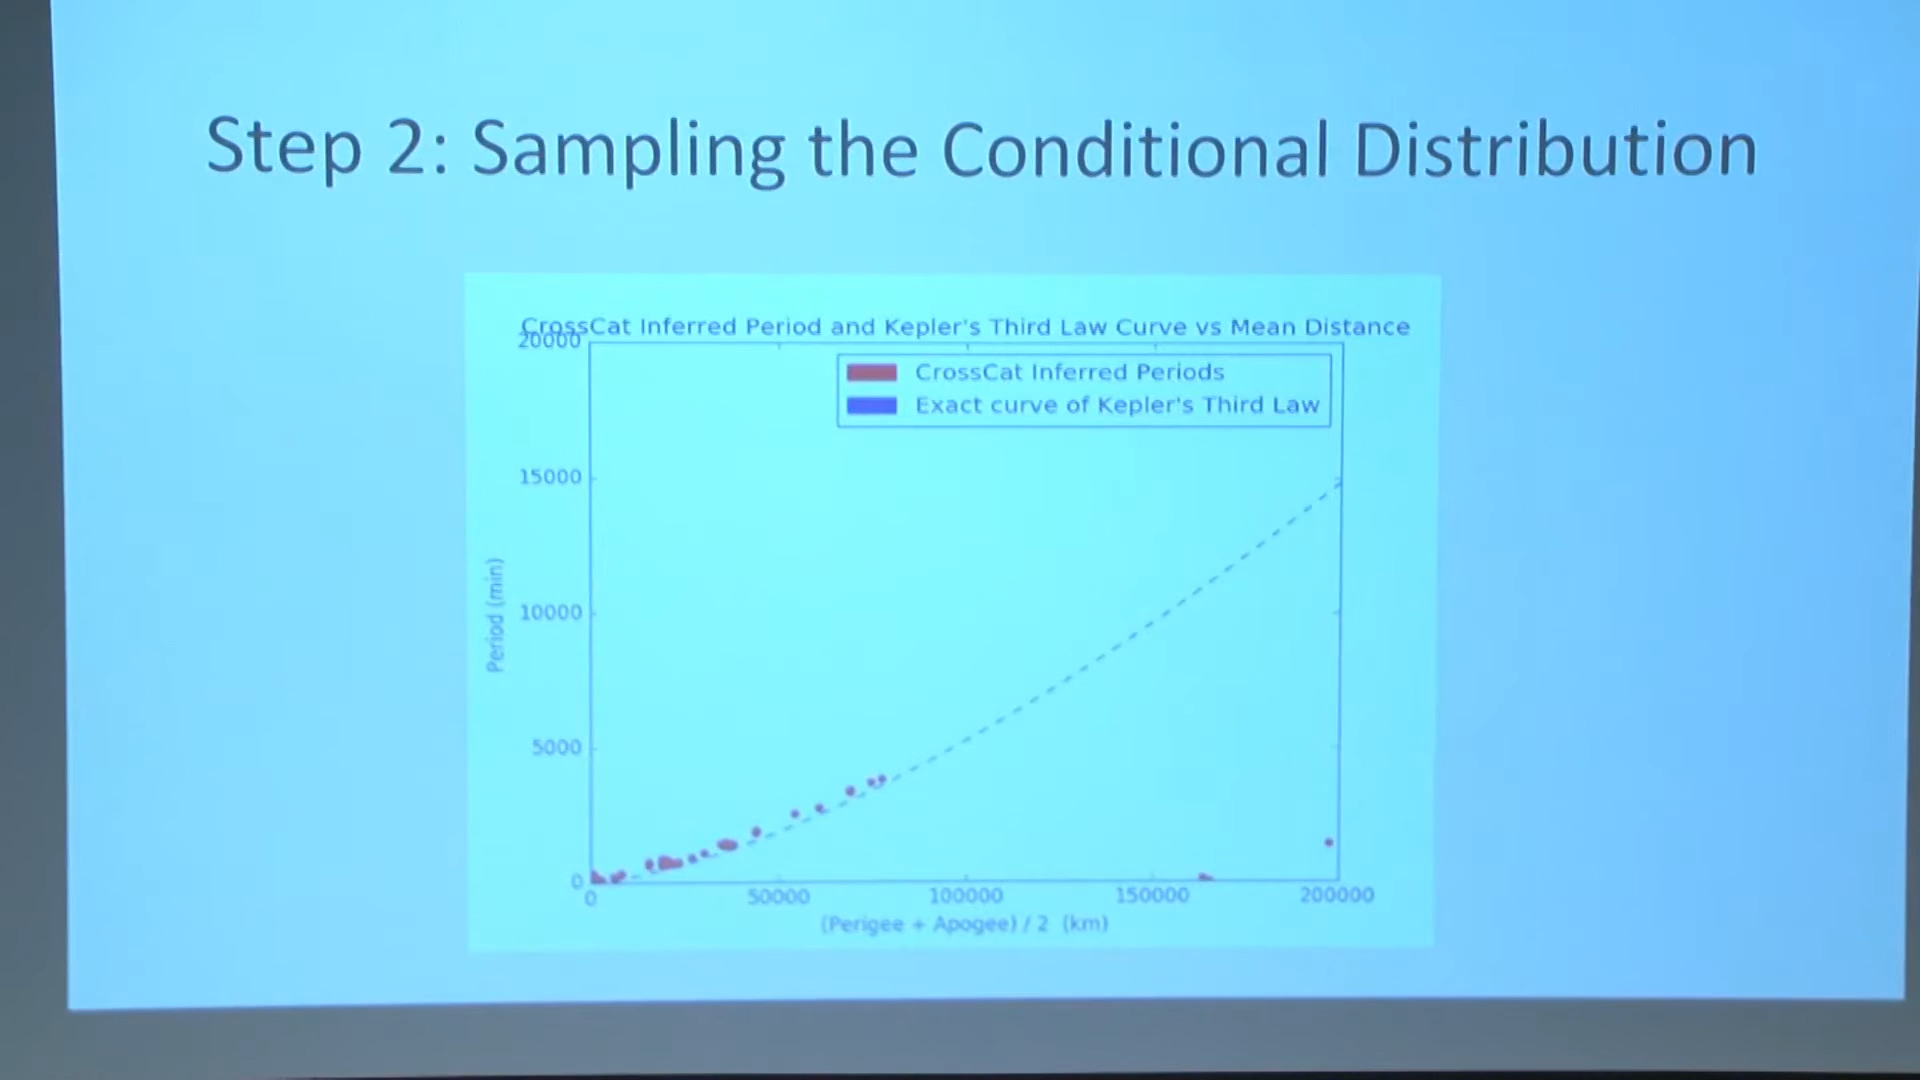 Step 2: Sampling the Conditional Distribution
CrossCat Inferred Period and Kepler's Third Law Curve vs Mean Distance
20000
CrossCat Inferred Periods
Exact curve of Kepler's Third Law
15000
10000
5000
0
Period (min)
0 50000 100000 150000 200000
(Perigee + Apogee) / 2 (km)